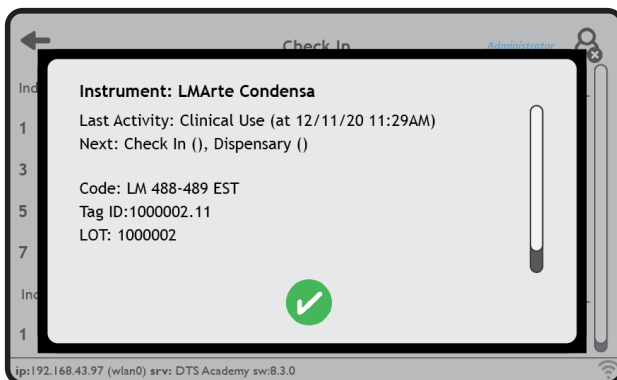 Check In
Administrator
Ind
Instrument: LMArte Condensa
Last Activity: Clinical Use (at 12/11/20 11:29AM)
1
Next: Check In (), Dispensary ()
3
Code: LM 488-489 EST
5
Tag ID:1000002.11
LOT: 1000002
7
Ind
1
ip:192.168.43.97 (wlan0) srv: DTS Academy sw:8.3.0